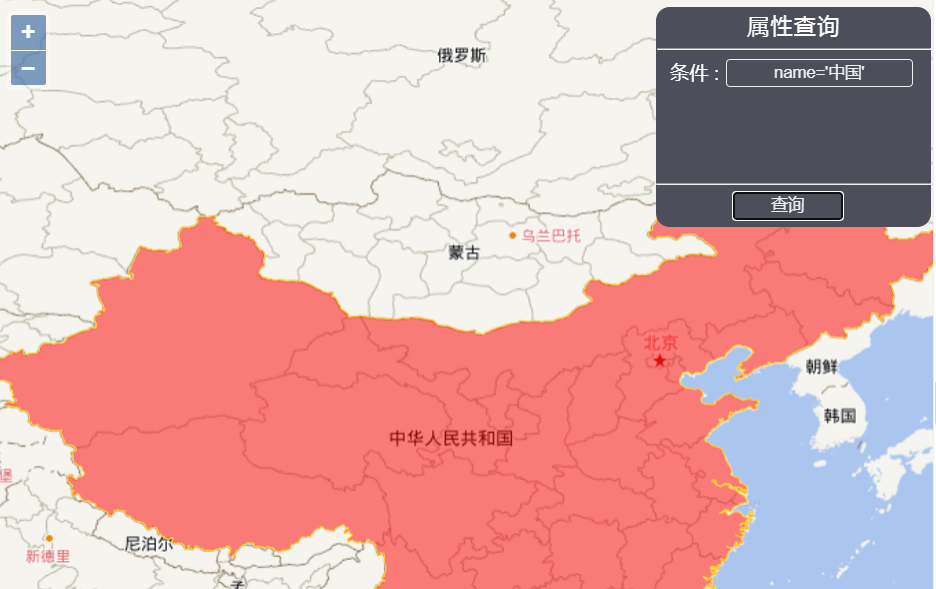 +
−
俄罗斯
属性查询
条件 : name='中国'
查询
乌兰巴托
蒙古
北京
朝鲜
韩国
中华人民共和国
堡
新德里
尼泊尔